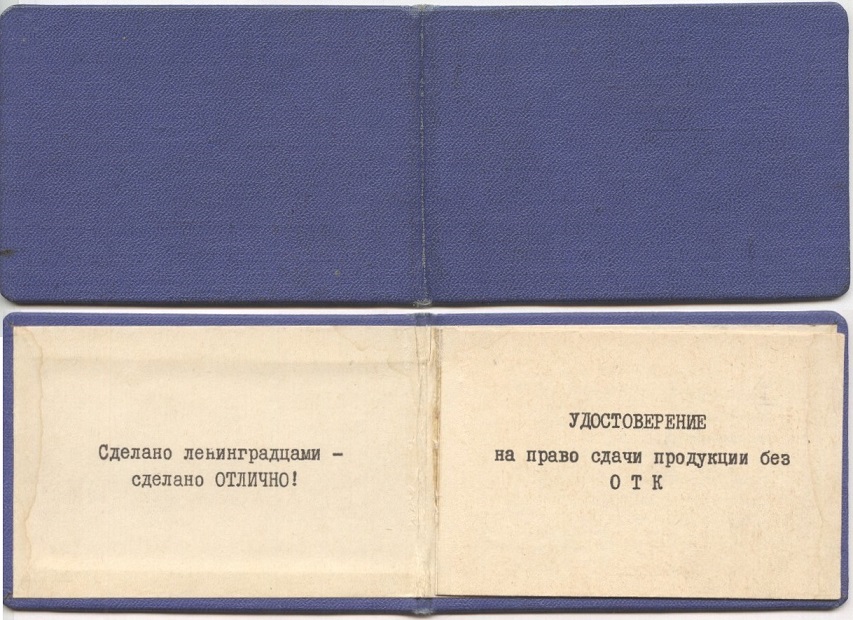 Сделано ленинградцами –
сделано ОТЛИЧНО!
УДОСТОВЕРЕНИЕ
на право сдачи продукции без
О Т К